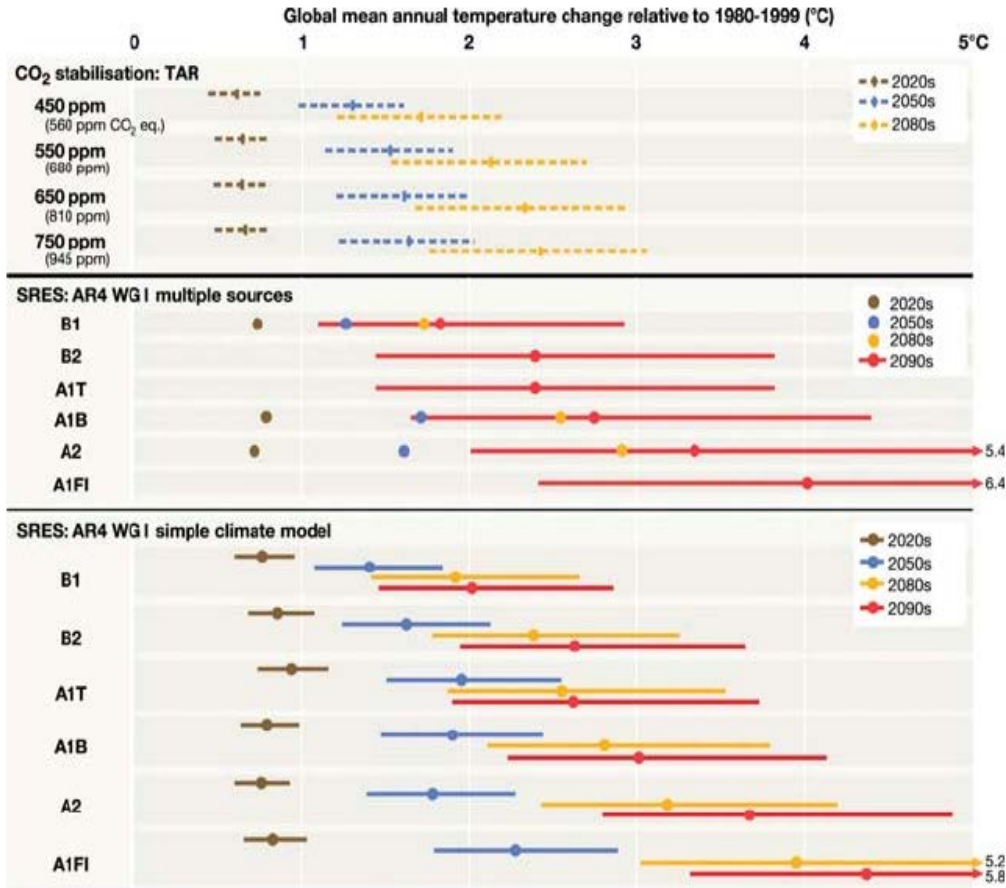 Global mean annual temperature change relative to 1980-1999 (°C)
0 1 2 3 4 5°C
CO2 stabilisation: TAR
2020s
2050s
2080s
450 ppm
(560 ppm CO2 eq.)
550 ppm
(680 ppm)
650 ppm
(810 ppm)
750 ppm
(945 ppm)
SRES: AR4 WG I multiple sources
2020s
2050s
2080s
2090s
B1
B2
A1T
A1B
A2
5.4
A1FI
6.4
SRES: AR4 WG I simple climate model
2020s
2050s
2080s
2090s
B1
B2
A1T
A1B
A2
A1FI
5.2
5.8